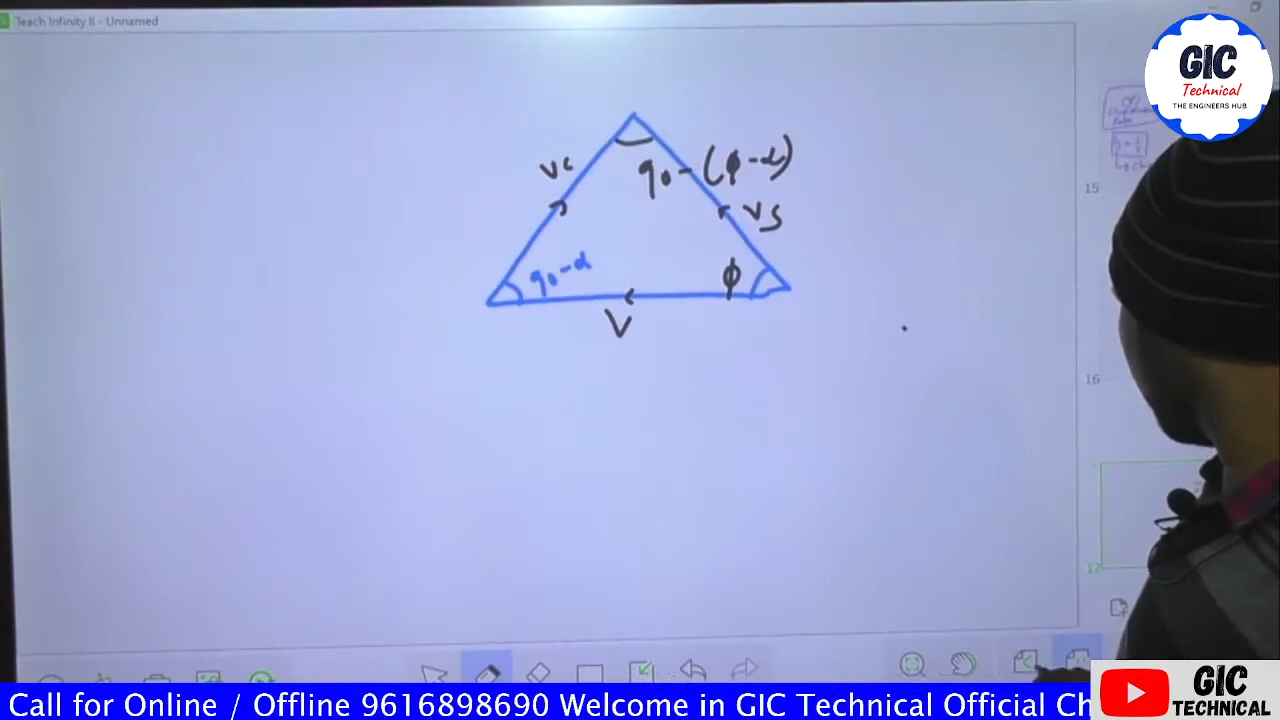 Teach Infinity II - Unnamed
GIC
Technical
THE ENGINEERS HUB
Vc
90-(ϕ-α)
Vs
90-α
ϕ
V
15
16
17
Call for Online / Offline 9616898690 Welcome in GIC Technical Official Ch
GIC
TECHNICAL